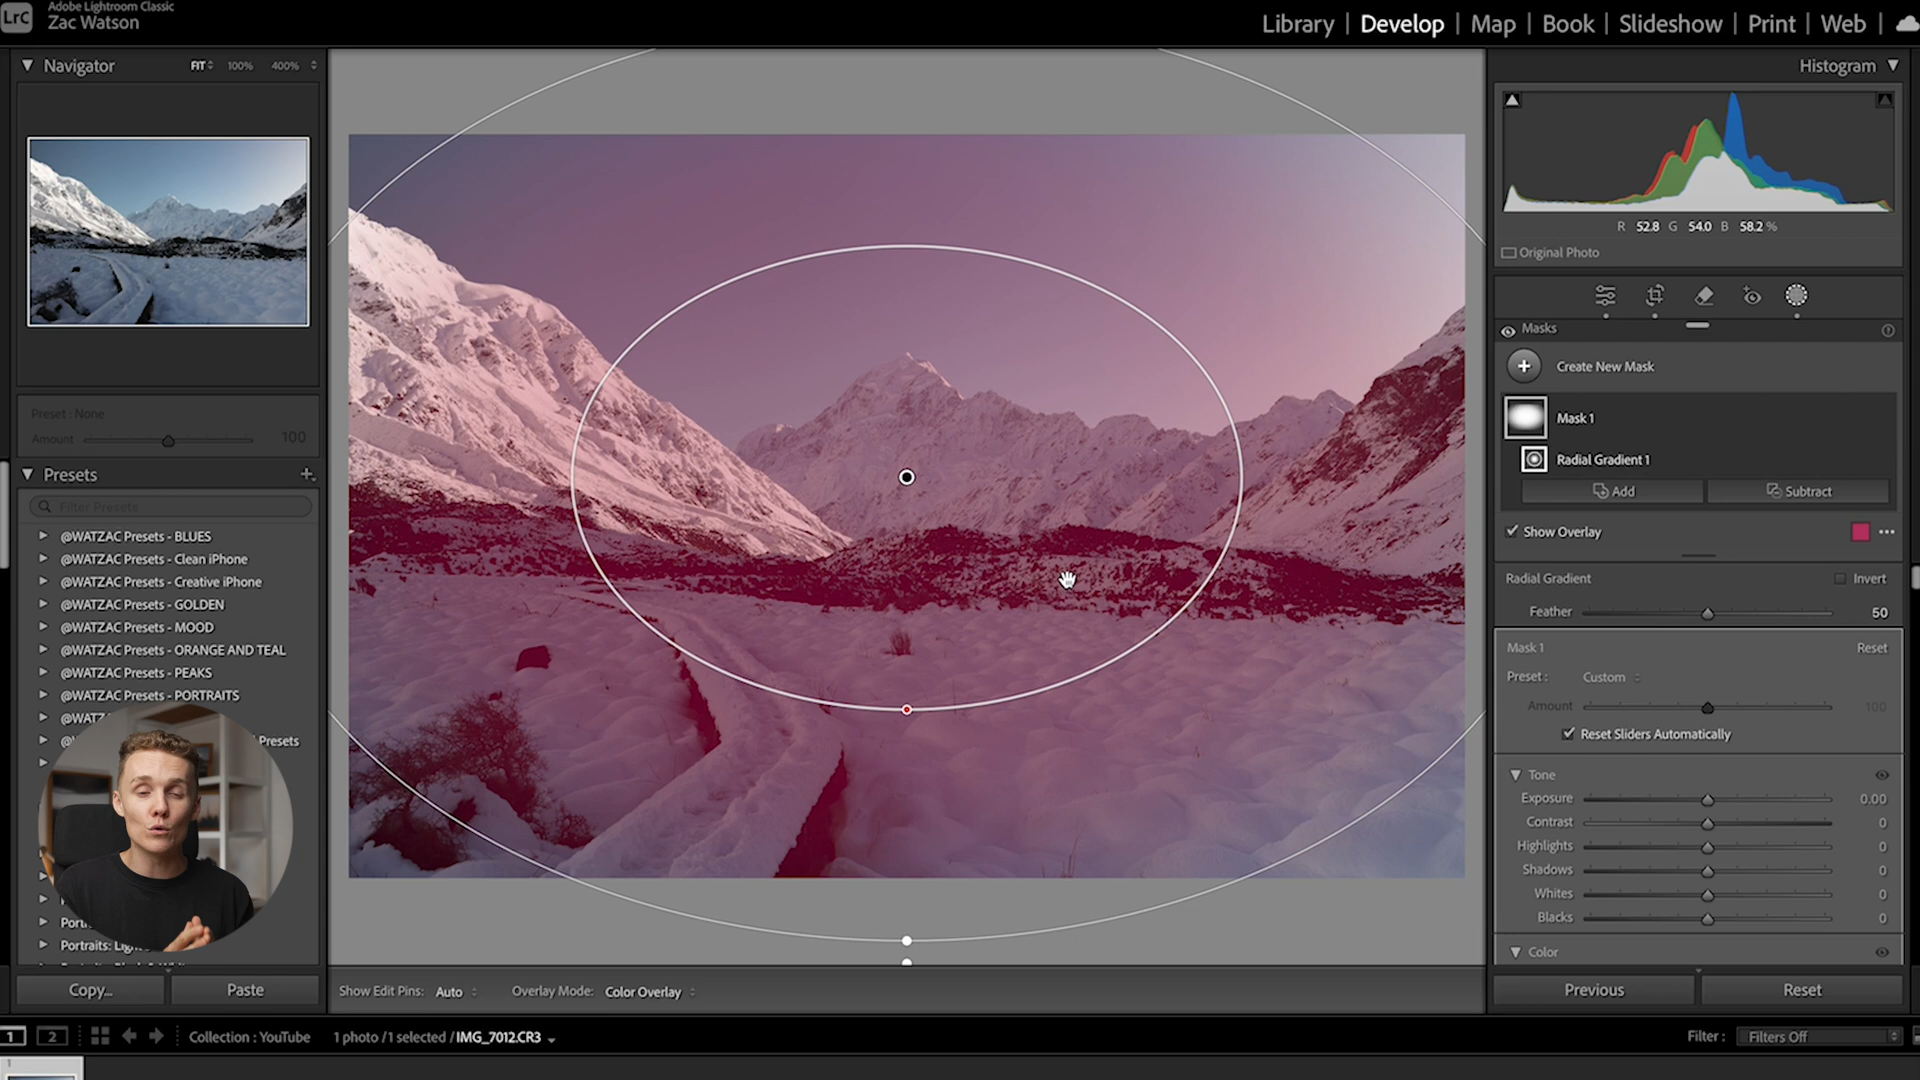 LrC
Adobe Lightroom Classic
Zac Watson
Library | Develop | Map | Book | Slideshow | Print | Web
Navigator
FIT
100%
400%
Preset : None
Amount
100
Presets
Filter Presets
@WATZAC Presets - BLUES
@WATZAC Presets - Clean iPhone
@WATZAC Presets - Creative iPhone
@WATZAC Presets - GOLDEN
@WATZAC Presets - MOOD
@WATZAC Presets - ORANGE AND TEAL
@WATZAC Presets - PEAKS
@WATZAC Presets - PORTRAITS
Presets
Copy...
Paste
Show Edit Pins: Auto
Overlay Mode: Color Overlay
Histogram
R 52.8 G 54.0 B 58.2 %
Original Photo
Masks
Create New Mask
Mask 1
Radial Gradient 1
Add
Subtract
Show Overlay
Radial Gradient
Invert
Feather
50
Mask 1
Reset
Preset :
Custom
Amount
100
Reset Sliders Automatically
Tone
Exposure
0.00
Contrast
0
Highlights
0
Shadows
0
Whites
0
Blacks
0
Color
Previous
Reset
1
2
Collection : YouTube
1 photo / 1 selected / IMG_7012.CR3
Filter :
Filters Off
1